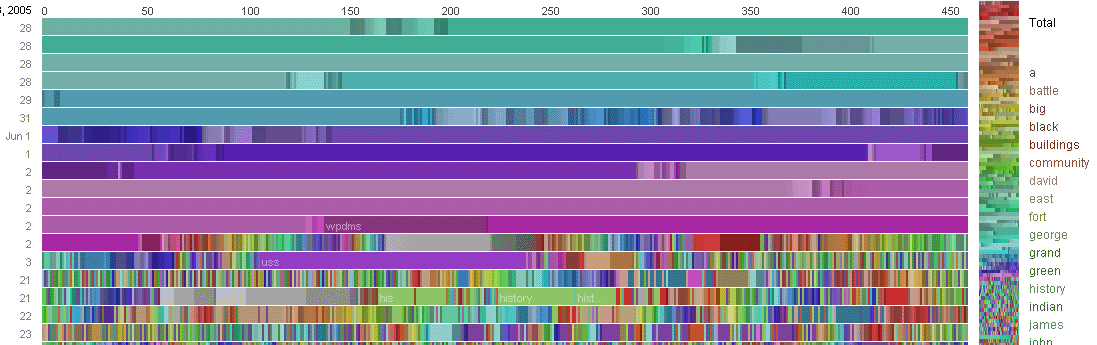 3, 2005 0 50 100 150 200 250 300 350 400 450
28
28
28
28
29
31
Jun 1
1
2
2
2
2 wpdms
2
3 uss
21
21 his history hist...
22
23
Total
a
battle
big
black
buildings
community
david
east
fort
george
grand
green
history
indian
james
john